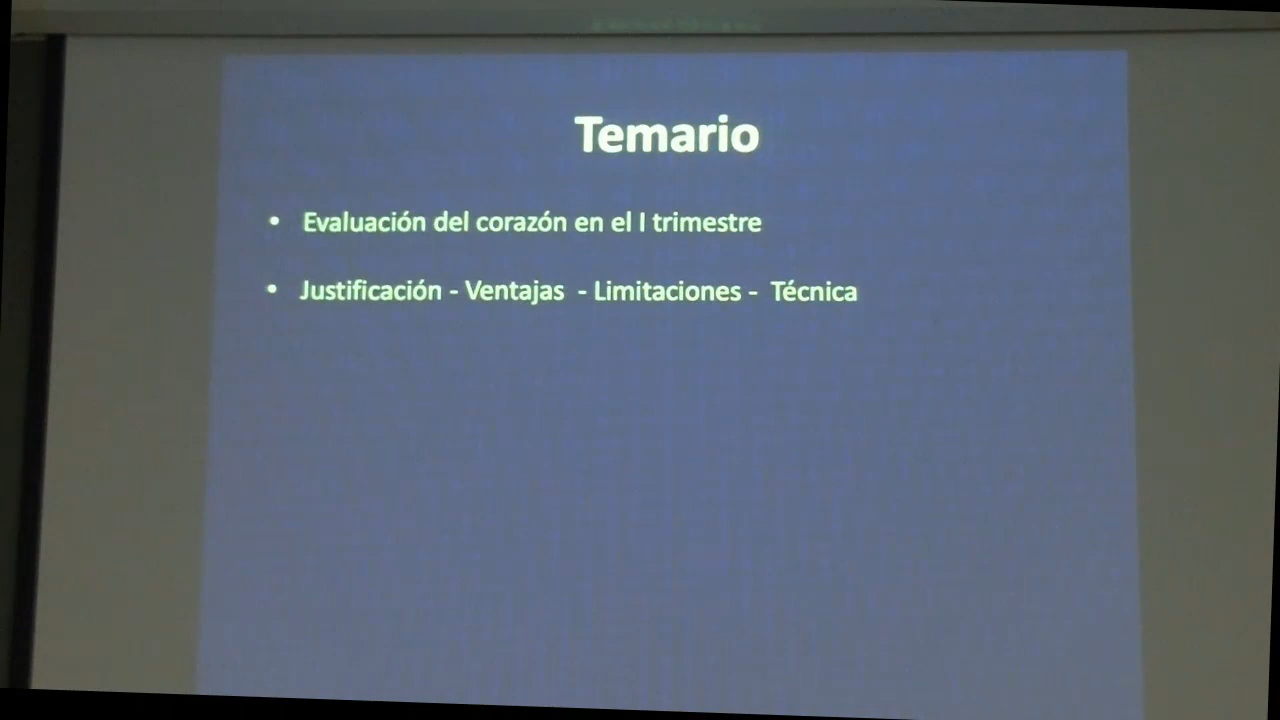 Temario
• Evaluación del corazón en el I trimestre
• Justificación - Ventajas - Limitaciones - Técnica